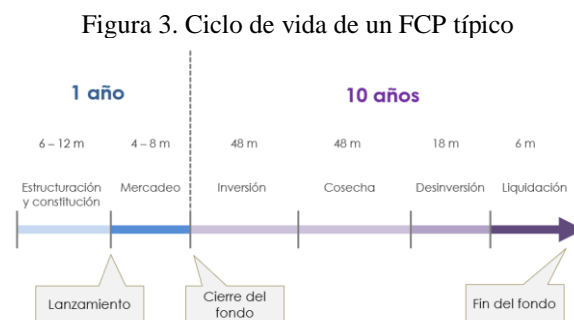 Figura 3. Ciclo de vida de un FCP típico
1 año
10 años
6 – 12 m
4 – 8 m
48 m
48 m
18 m
6 m
Estructuración
y constitución
Mercadeo
Inversión
Cosecha
Desinversión
Liquidación
Lanzamiento
Cierre del
fondo
Fin del fondo